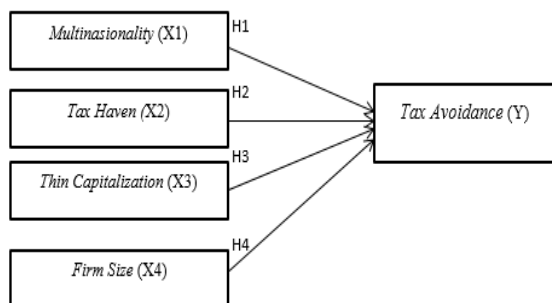 Multinasionality (X1)
H1
Tax Haven (X2)
H2
Tax Avoidance (Y)
Thin Capitalization (X3)
H3
Firm Size (X4)
H4